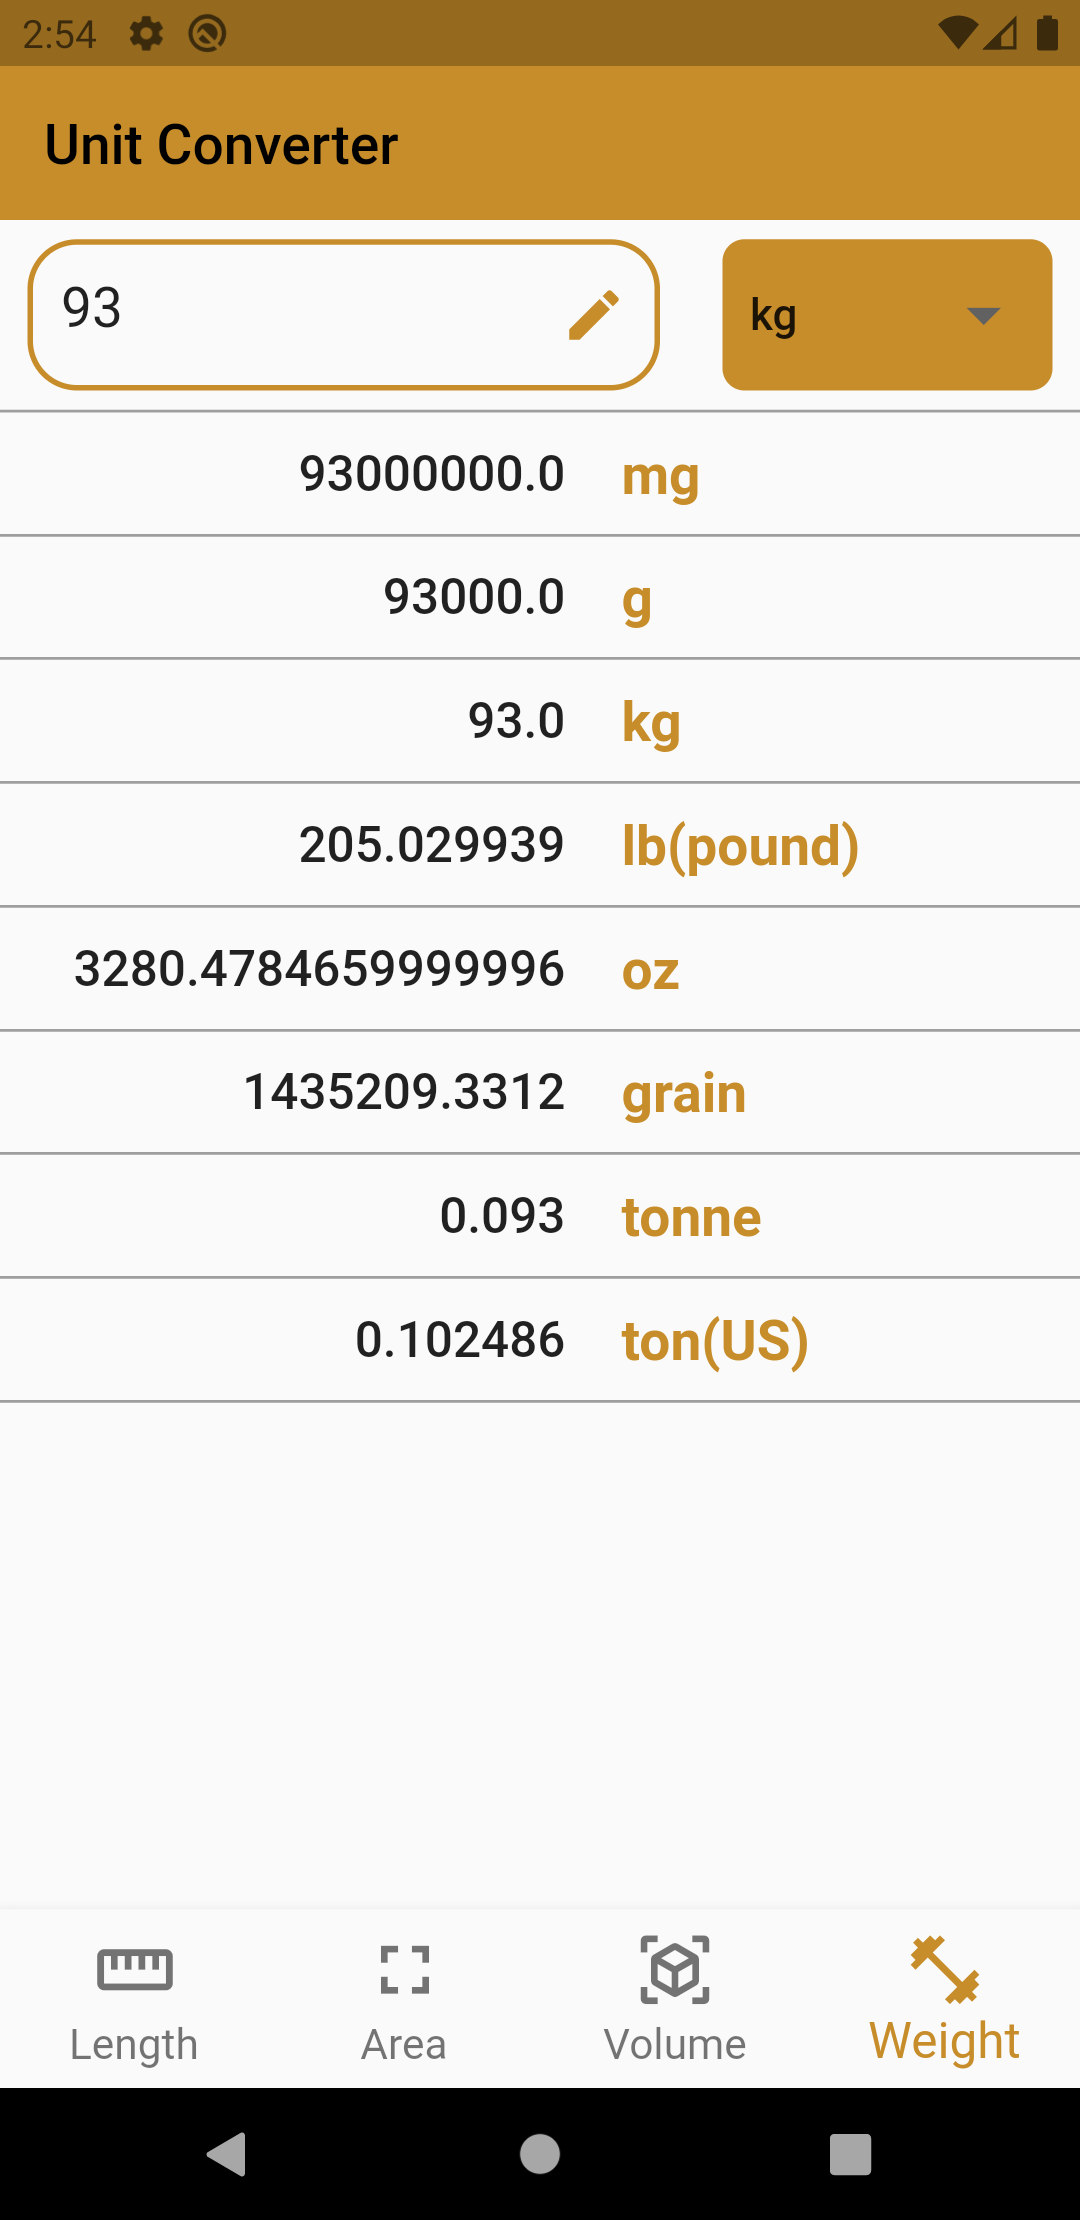 2:54
Unit Converter
93
kg
93000000.0 mg
93000.0 g
93.0 kg
205.029939 lb(pound)
3280.4784659999996 oz
1435209.3312 grain
0.093 tonne
0.102486 ton(US)
Length Area Volume Weight